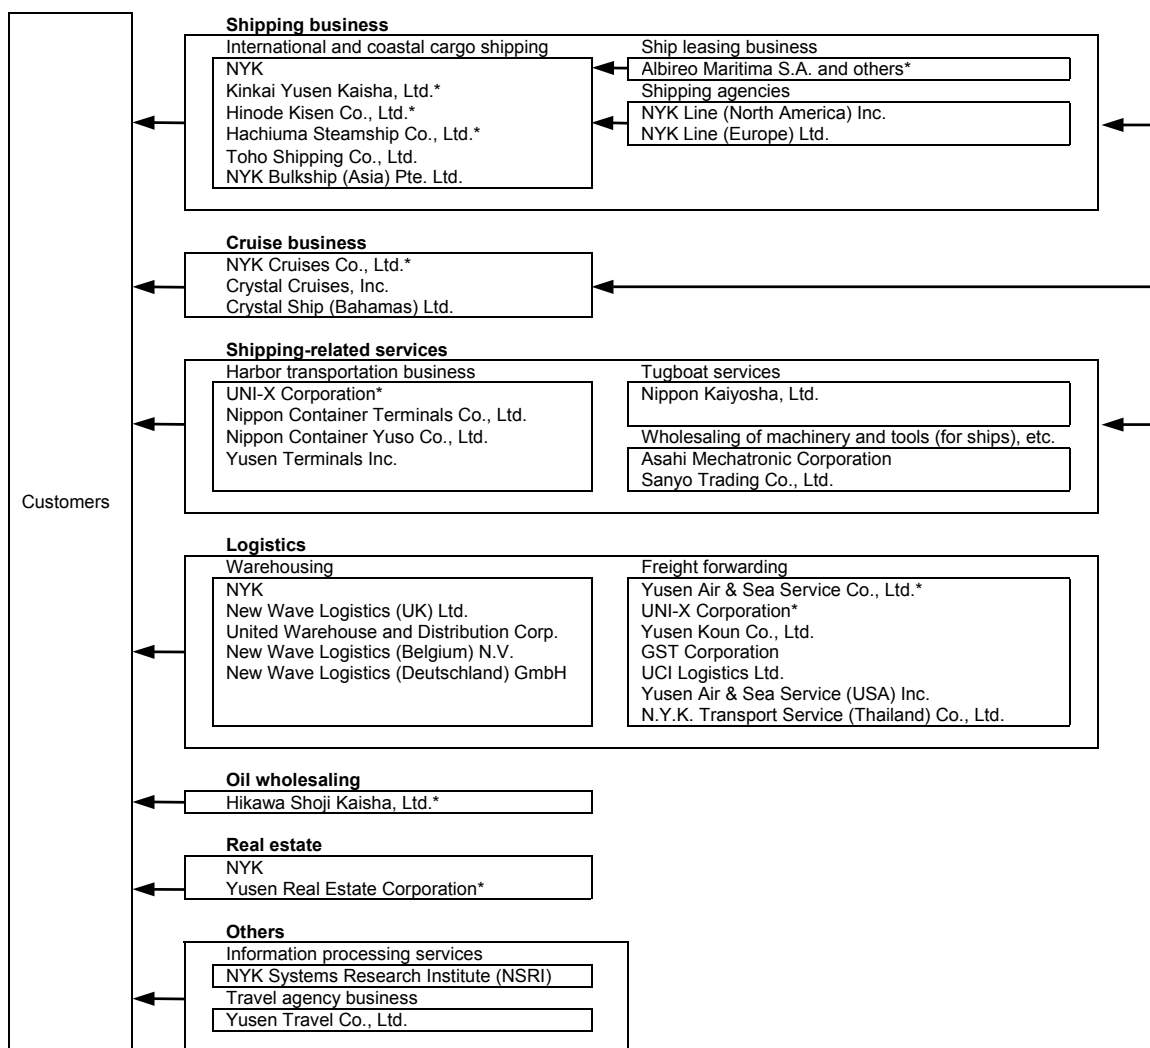 Shipping business
International and coastal cargo shipping
NYK
Kinkai Yusen Kaisha, Ltd.*
Hinode Kisen Co., Ltd.*
Hachiuma Steamship Co., Ltd.*
Toho Shipping Co., Ltd.
NYK Bulkship (Asia) Pte. Ltd.
Ship leasing business
Albireo Maritima S.A. and others*
Shipping agencies
NYK Line (North America) Inc.
NYK Line (Europe) Ltd.
Cruise business
NYK Cruises Co., Ltd.*
Crystal Cruises, Inc.
Crystal Ship (Bahamas) Ltd.
Shipping-related services
Harbor transportation business
UNI-X Corporation*
Nippon Container Terminals Co., Ltd.
Nippon Container Yuso Co., Ltd.
Yusen Terminals Inc.
Tugboat services
Nippon Kaiyosha, Ltd.
Wholesaling of machinery and tools (for ships), etc.
Asahi Mechatronic Corporation
Sanyo Trading Co., Ltd.
Customers
Logistics
Warehousing
NYK
New Wave Logistics (UK) Ltd.
United Warehouse and Distribution Corp.
New Wave Logistics (Belgium) N.V.
New Wave Logistics (Deutschland) GmbH
Freight forwarding
Yusen Air & Sea Service Co., Ltd.*
UNI-X Corporation*
Yusen Koun Co., Ltd.
GST Corporation
UCI Logistics Ltd.
Yusen Air & Sea Service (USA) Inc.
N.Y.K. Transport Service (Thailand) Co., Ltd.
Oil wholesaling
Hikawa Shoji Kaisha, Ltd.*
Real estate
NYK
Yusen Real Estate Corporation*
Others
Information processing services
NYK Systems Research Institute (NSRI)
Travel agency business
Yusen Travel Co., Ltd.